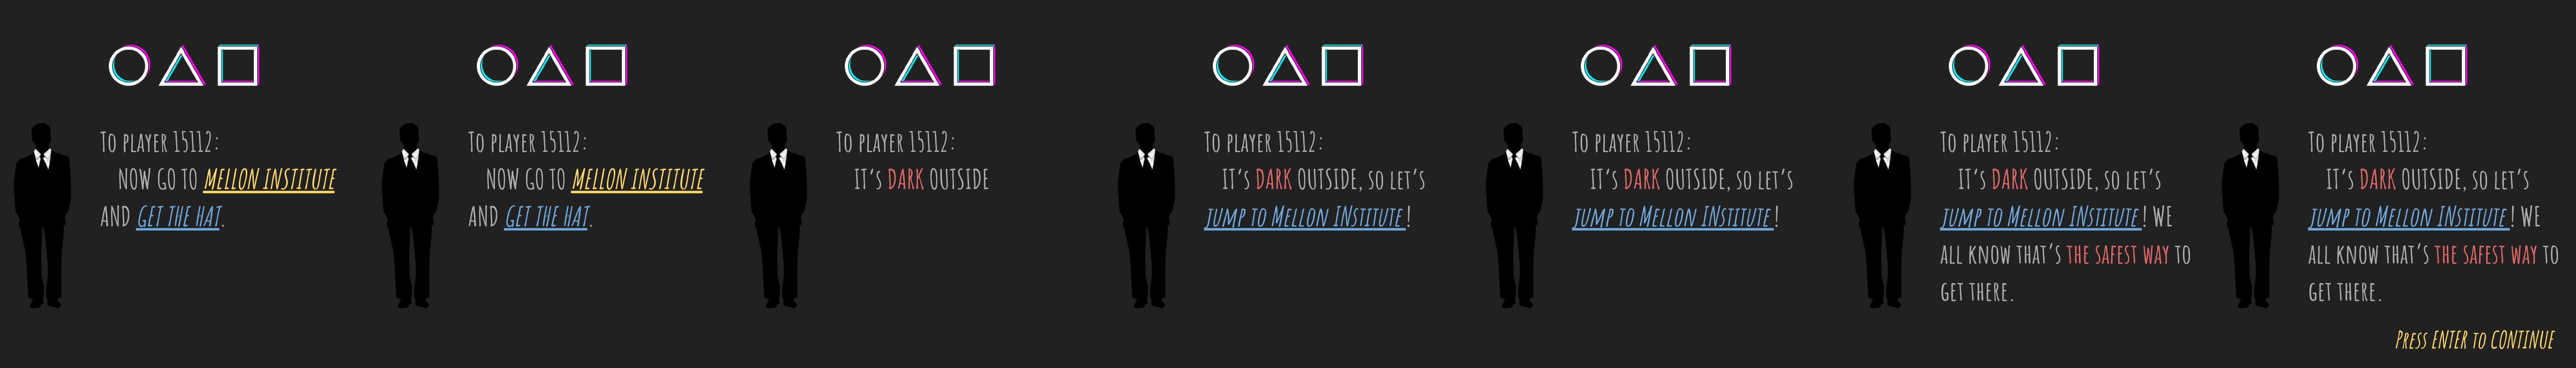 To player 15112:
now go to Mellon Institute
and get the hat.
To player 15112:
now go to Mellon Institute
and get the hat.
To player 15112:
It's dark outside
To player 15112:
It's dark outside, so let's
jump to Mellon INstitute!
To player 15112:
It's dark outside, so let's
jump to Mellon INstitute!
To player 15112:
It's dark outside, so let's
jump to Mellon INstitute! We
all know that's the safest way to
get there.
To player 15112:
It's dark outside, so let's
jump to Mellon INstitute! We
all know that's the safest way to
get there.
Press ENTER to CONTINUE